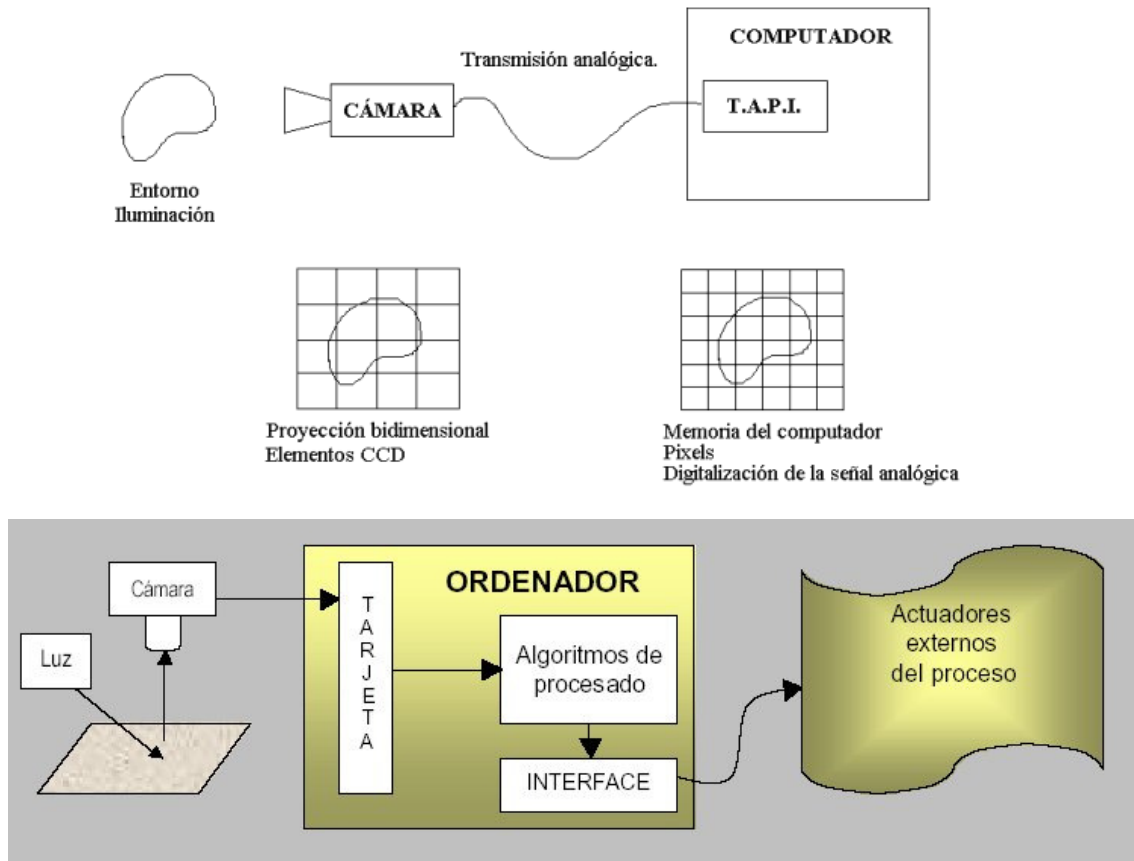 COMPUTADOR
Transmisión analógica.
CÁMARA
T.A.P.I.
Entorno
Iluminación
Proyección bidimensional
Elementos CCD
Memoria del computador
Pixels
Digitalización de la señal analógica
Cámara
Luz
TARJETA
ORDENADOR
Algoritmos de
procesado
INTERFACE
Actuadores
externos
del proceso